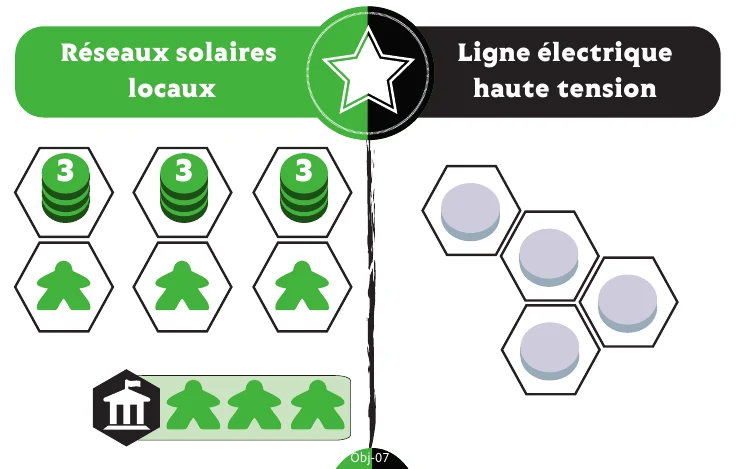 Réseaux solaires
locaux
Ligne électrique
haute tension
3 3 3
Obj-07